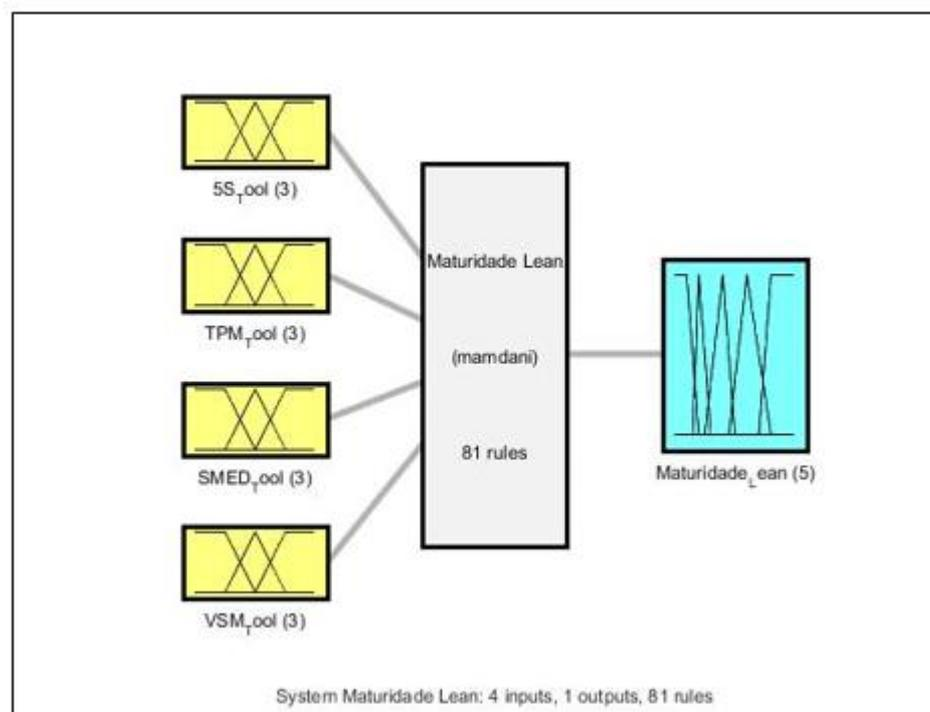 5S_Tool (3)
TPM_Tool (3)
SMED_Tool (3)
VSM_Tool (3)
Maturidade Lean
(mamdani)
81 rules
Maturidade_Lean (5)
System Maturidade Lean: 4 inputs, 1 outputs, 81 rules